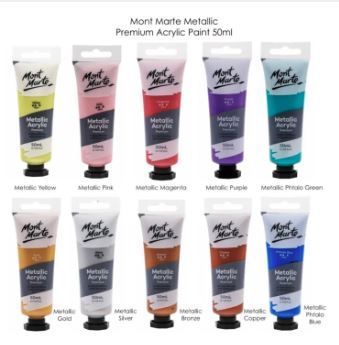 Mont Marte Metallic
Premium Acrylic Paint 50ml
Mont Marte
Mont Marte
Mont Marte
Mont Marte
Mont Marte
Metallic Acrylic
Metallic Acrylic
Metallic Acrylic
Metallic Acrylic
Metallic Acrylic
50mL
50mL
50mL
50mL
50mL
Metallic Yellow
Metallic Pink
Metallic Magenta
Metallic Purple
Metallic Phtalo Green
Mont Marte
Mont Marte
Mont Marte
Mont Marte
Mont Marte
Metallic Acrylic
Metallic Acrylic
Metallic Acrylic
Metallic Acrylic
Metallic Acrylic
50mL
50mL
50mL
50mL
50mL
Metallic Gold
Metallic Silver
Metallic Bronze
Metallic Copper
Metallic Phtalo Blue